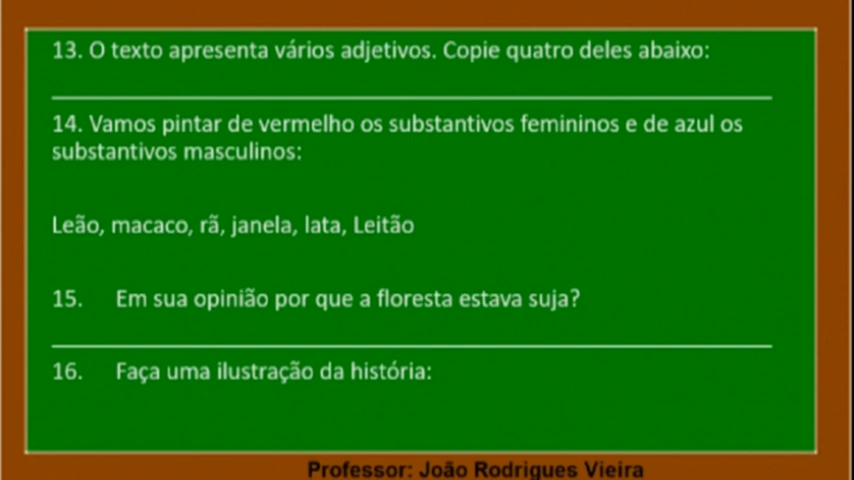 13. O texto apresenta vários adjetivos. Copie quatro deles abaixo:
14. Vamos pintar de vermelho os substantivos femininos e de azul os
substantivos masculinos:
Leão, macaco, rã, janela, lata, Leitão
15. Em sua opinião por que a floresta estava suja?
16. Faça uma ilustração da história:
Professor: João Rodrigues Vieira